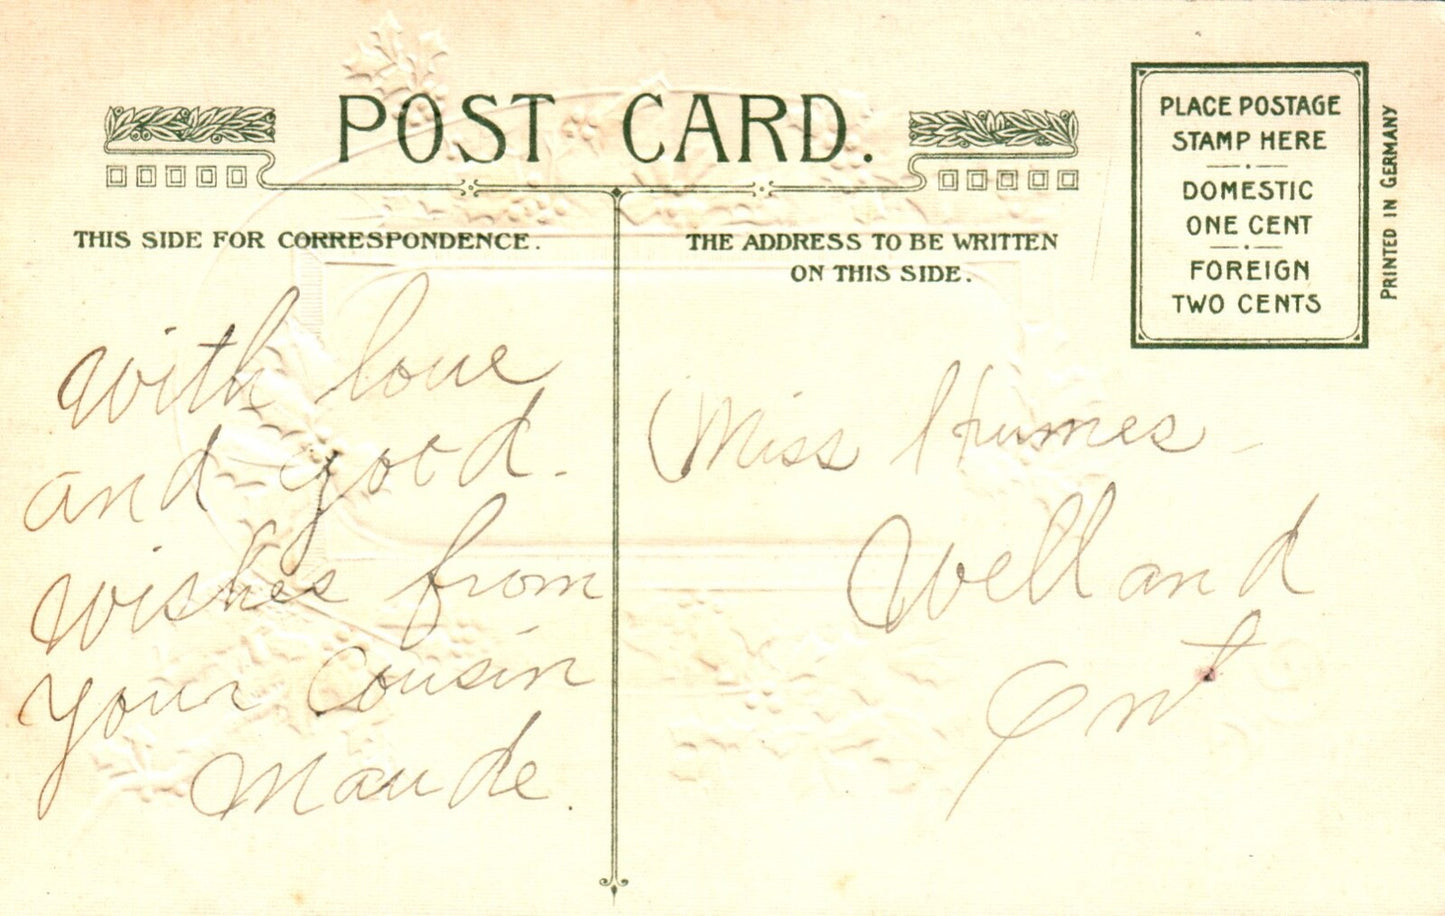 POST CARD.
THIS SIDE FOR CORRESPONDENCE.
with love
and good
wishes from
your Cousin
Maude.
THE ADDRESS TO BE WRITTEN
ON THIS SIDE.
Miss Humes
Welland
Ont
PLACE POSTAGE
STAMP HERE
DOMESTIC
ONE CENT
FOREIGN
TWO CENTS
PRINTED IN GERMANY